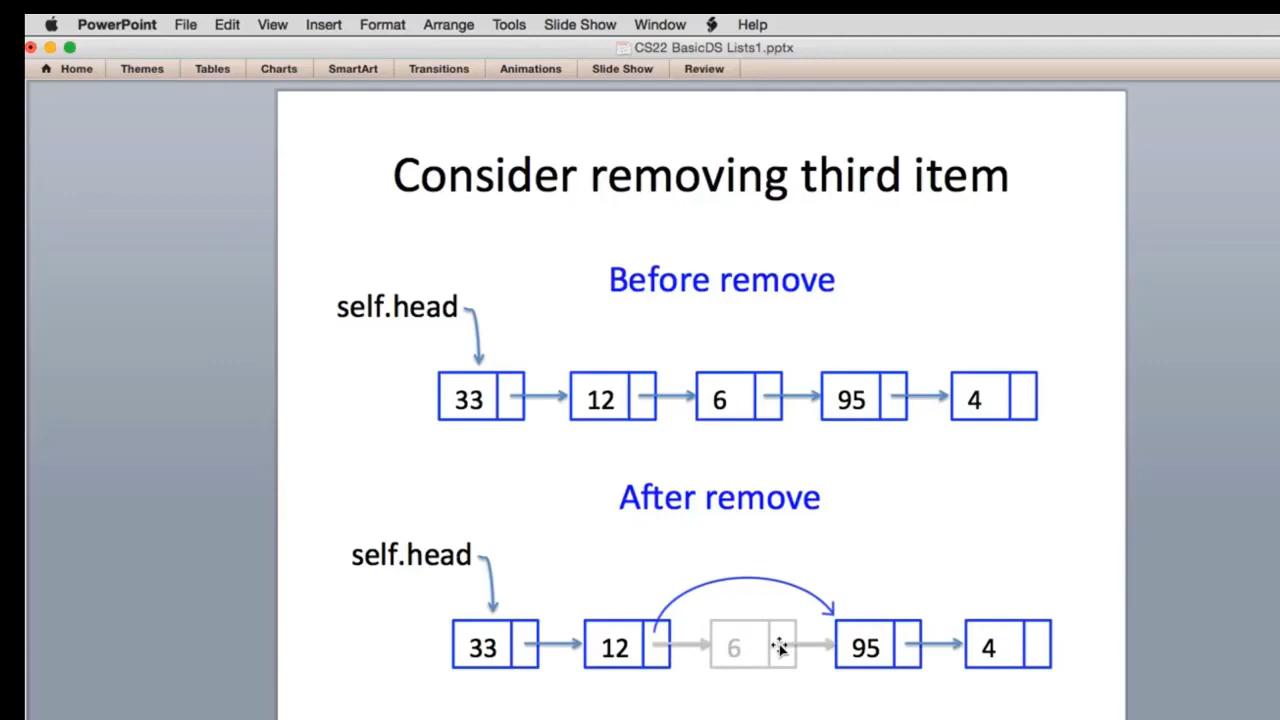 PowerPoint File Edit View Insert Format Arrange Tools Slide Show Window Help
CS22 BasicDS Lists1.pptx
Home Themes Tables Charts SmartArt Transitions Animations Slide Show Review
Consider removing third item
Before remove
self.head
33 12 6 95 4
After remove
self.head
33 12 6 95 4